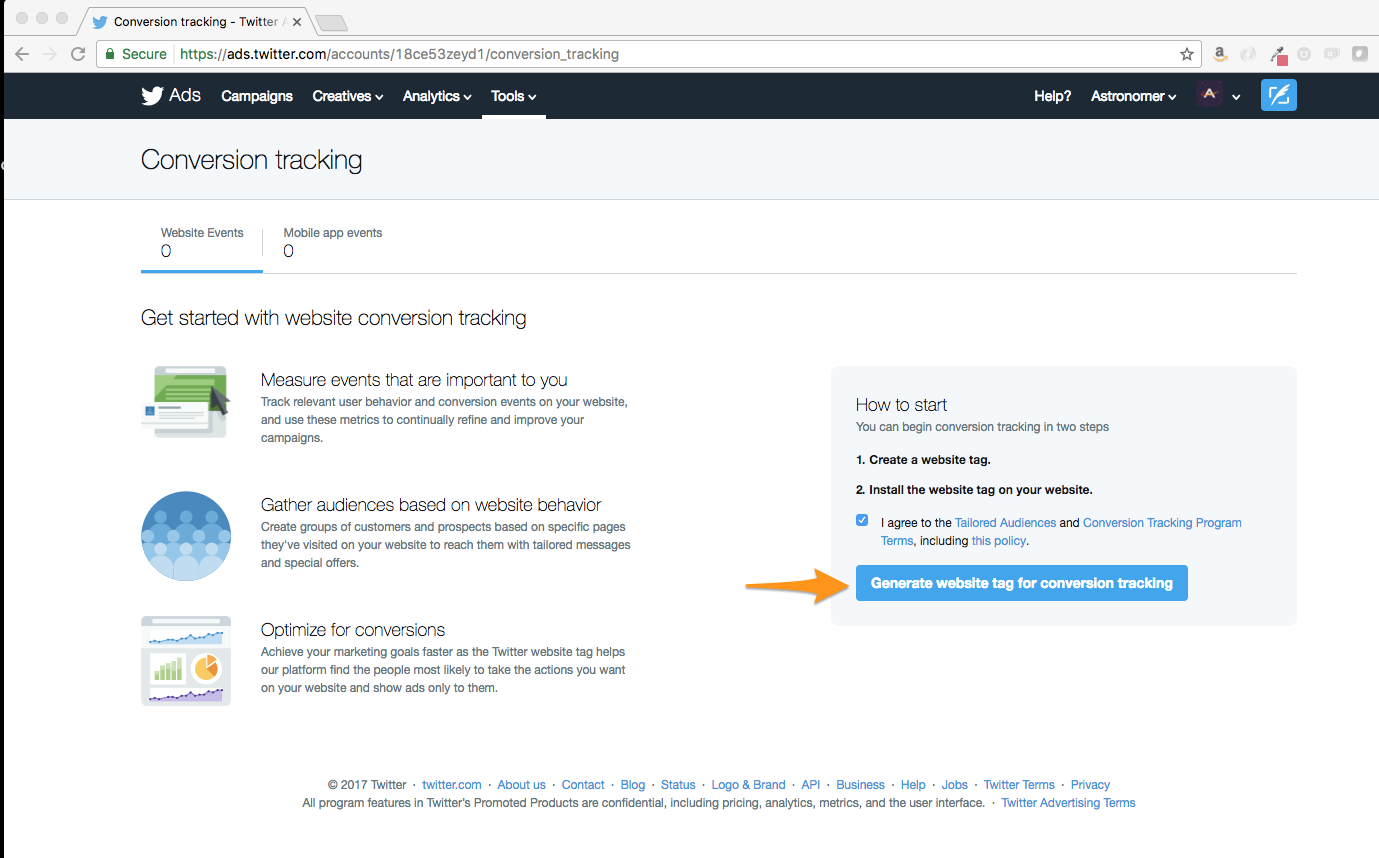 Conversion tracking - Twitter A
Secure https://ads.twitter.com/accounts/18ce53zeyd1/conversion_tracking
Ads Campaigns Creatives Analytics Tools Help? Astronomer
Conversion tracking
Website Events Mobile app events
0 0
Get started with website conversion tracking
Measure events that are important to you
Track relevant user behavior and conversion events on your website,
and use these metrics to continually refine and improve your
campaigns.
Gather audiences based on website behavior
Create groups of customers and prospects based on specific pages
they've visited on your website to reach them with tailored messages
and special offers.
Optimize for conversions
Achieve your marketing goals faster as the Twitter website tag helps
our platform find the people most likely to take the actions you want
on your website and show ads only to them.
How to start
You can begin conversion tracking in two steps
1. Create a website tag.
2. Install the website tag on your website.
I agree to the Tailored Audiences and Conversion Tracking Program
Terms, including this policy.
Generate website tag for conversion tracking
© 2017 Twitter · twitter.com · About us · Contact · Blog · Status · Logo & Brand · API · Business · Help · Jobs · Twitter Terms · Privacy
All program features in Twitter's Promoted Products are confidential, including pricing, analytics, metrics, and the user interface. · Twitter Advertising Terms